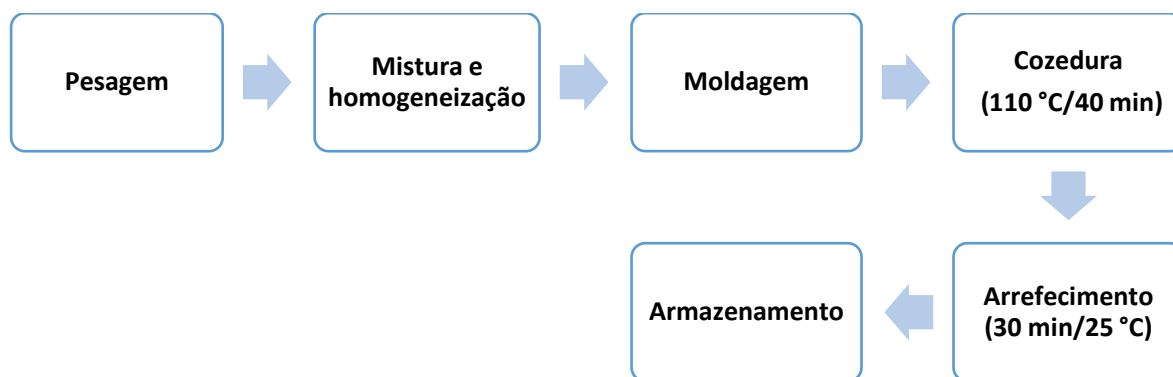 Pesagem
Mistura e
homogeneização
Moldagem
Cozedura
(110 °C/40 min)
Arrefecimento
(30 min/25 °C)
Armazenamento